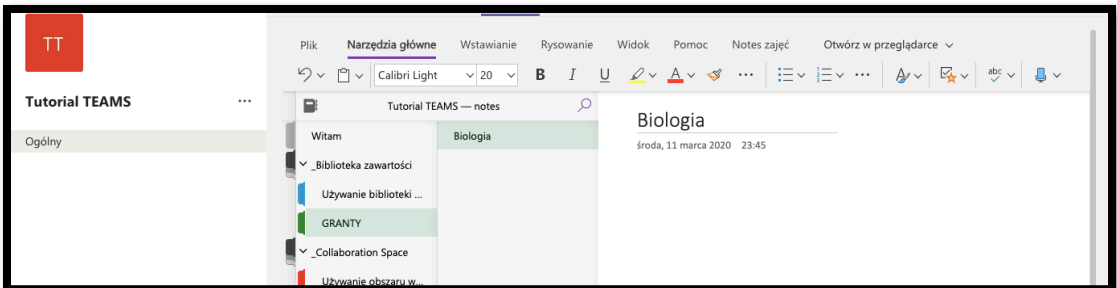 TT
Tutorial TEAMS ...
Ogólny
Plik Narzędzia główne Wstawianie Rysowanie Widok Pomoc Notes zajęć Otwórz w przeglądarce
Calibri Light 20 B I U A ... ... A abc
Tutorial TEAMS — notes
Witam
_Biblioteka zawartości
Używanie biblioteki ...
GRANTY
_Collaboration Space
Używanie obszaru w...
Biologia
Biologia
środa, 11 marca 2020 23:45